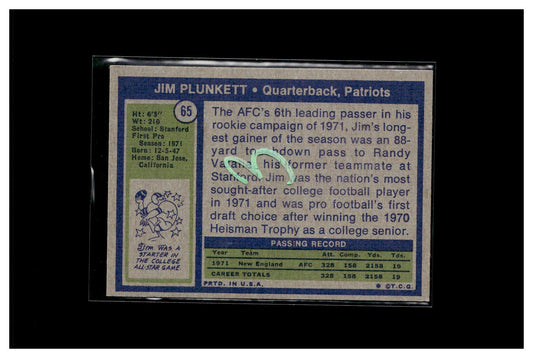 JIM PLUNKETT • Quarterback, Patriots
65
Ht: 6'3"
Wt: 210
School: Stanford
First Pro
Season: 1971
Born: 12-5-47
Home: San Jose,
California
The AFC's 6th leading passer in his
rookie campaign of 1971, Jim's long-
est gainer of the season was an 88-
yard touchdown pass to Randy
his former teammate at
Stanford. Jim was the nation's most
sought-after college football player
in 1971 and was pro football's first
draft choice after winning the 1970
Heisman Trophy as a college senior.
JIM WAS A
STARTER IN
THE COLLEGE
ALL-STAR GAME.
PASSING RECORD
Year Team Att. Comp. Yds. Tds.
1971 New England AFC 328 158 2158 19
CAREER TOTALS 328 158 2158 19
PRTD. IN U.S.A.
© T.C.G.